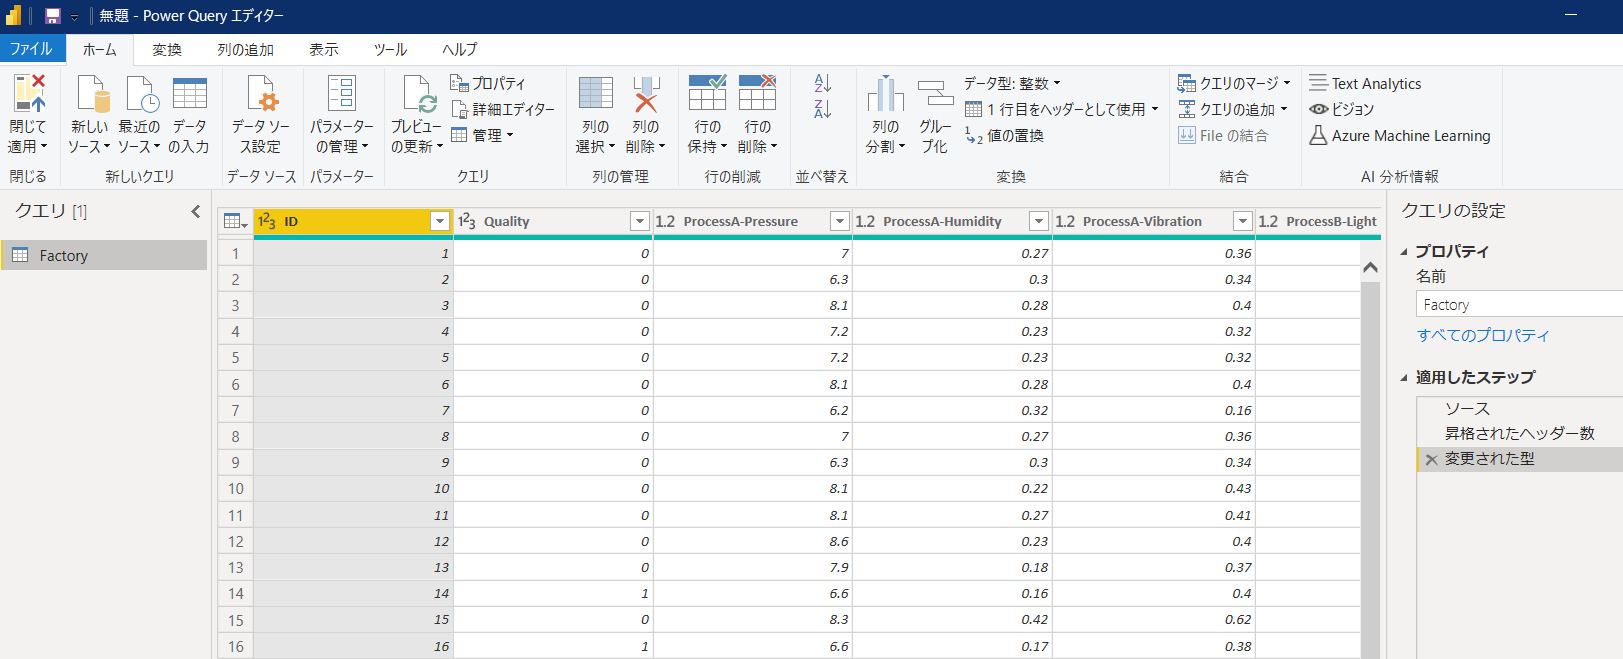 無題 - Power Query エディター
ファイル ホーム 変換 列の追加 表示 ツール ヘルプ
閉じて
適用
閉じる
新しい
ソース
最近の
ソース
データ
の入力
新しいクエリ
データ ソー
ス設定
データ ソース
パラメーター
の管理
パラメーター
プレビュー
の更新
プロパティ
詳細エディター
管理
クエリ
列の
選択
列の
削除
列の管理
行の
保持
行の
削除
行の削減
A
Z
Z
A
並べ替え
列の
分割
グルー
プ化
データ型: 整数
1 行目をヘッダーとして使用
1 2 値の置換
変換
クエリのマージ
クエリの追加
File の結合
結合
Text Analytics
ビジョン
Azure Machine Learning
AI 分析情報
クエリ [1]
Factory
123 ID 123 Quality 1.2 ProcessA-Pressure 1.2 ProcessA-Humidity 1.2 ProcessA-Vibration 1.2 ProcessB-Light
1 1 0 7 0.27 0.36
2 2 0 6.3 0.3 0.34
3 3 0 8.1 0.28 0.4
4 4 0 7.2 0.23 0.32
5 5 0 7.2 0.23 0.32
6 6 0 8.1 0.28 0.4
7 7 0 6.2 0.32 0.16
8 8 0 7 0.27 0.36
9 9 0 6.3 0.3 0.34
10 10 0 8.1 0.22 0.43
11 11 0 8.1 0.27 0.41
12 12 0 8.6 0.23 0.4
13 13 0 7.9 0.18 0.37
14 14 1 6.6 0.16 0.4
15 15 0 8.3 0.42 0.62
16 16 1 6.6 0.17 0.38
クエリの設定
プロパティ
名前
Factory
すべてのプロパティ
適用したステップ
ソース
昇格されたヘッダー数
変更された型